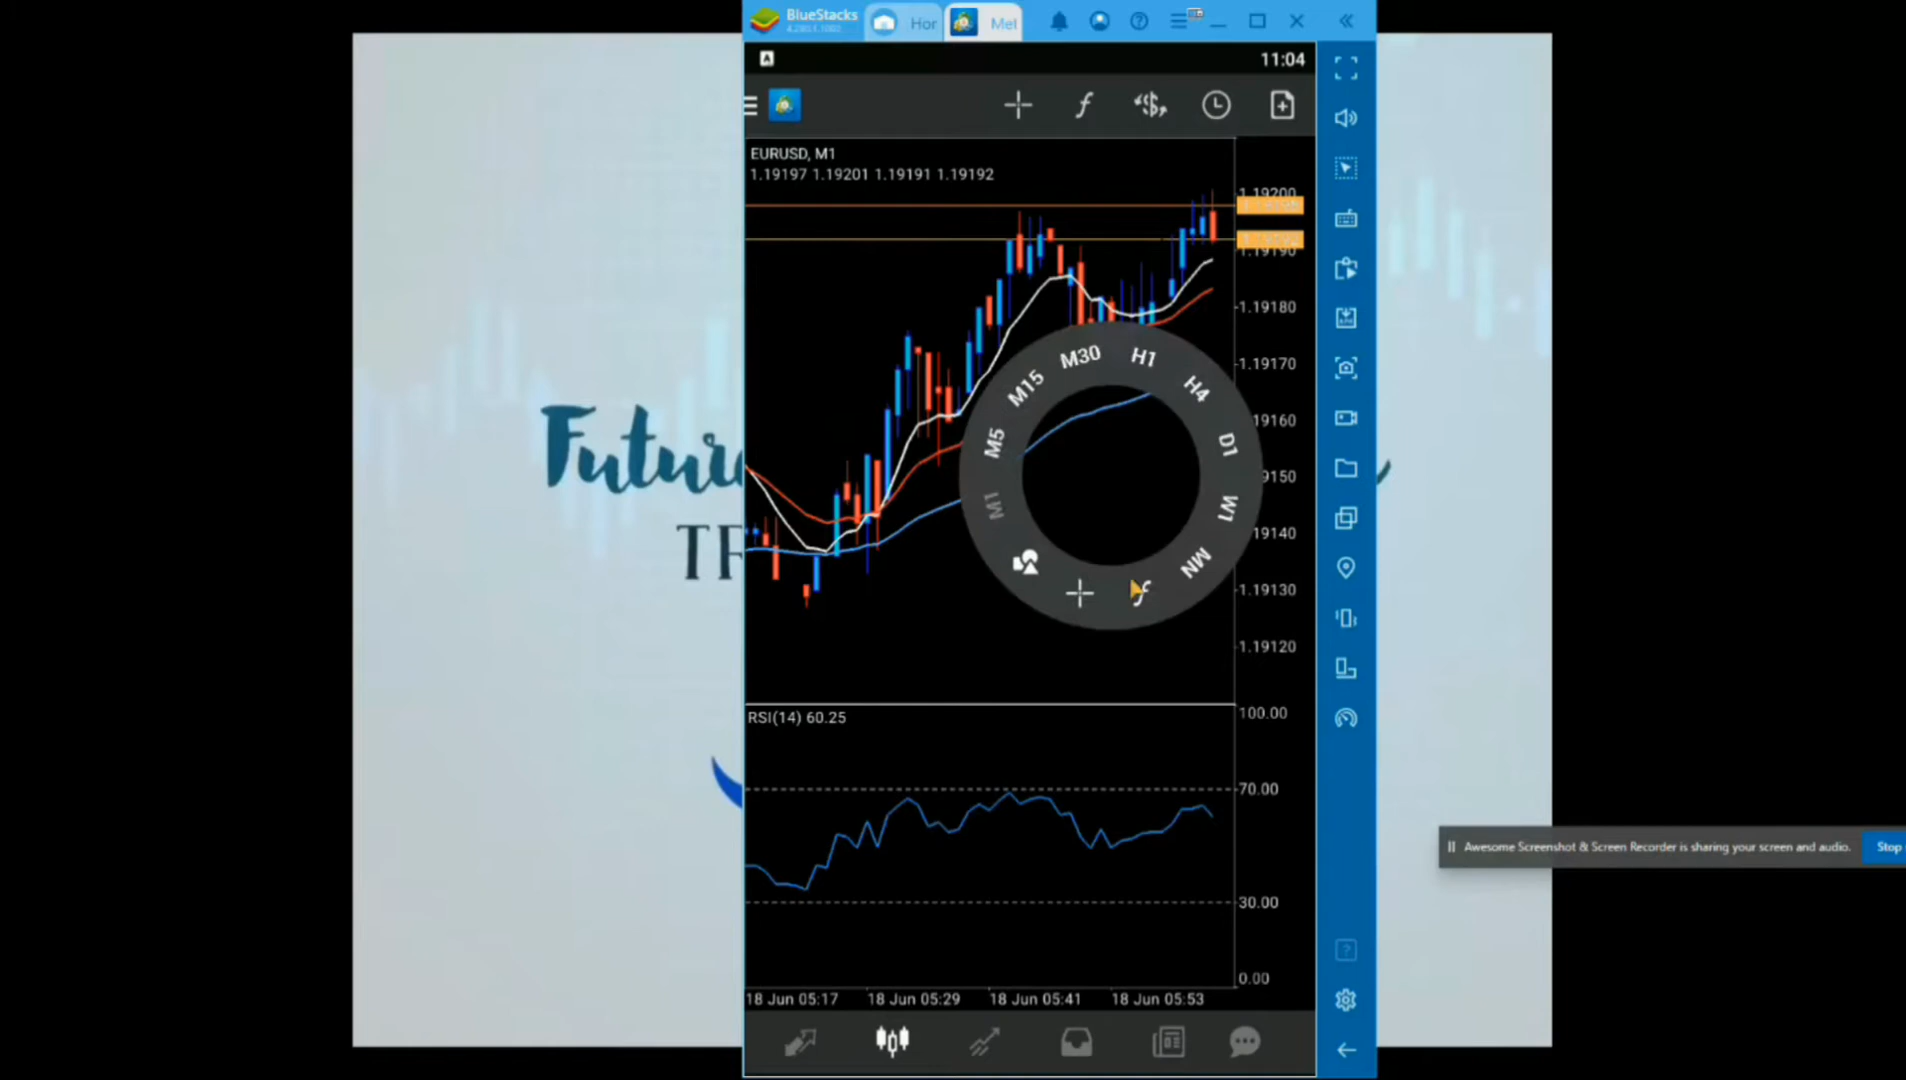 BlueStacks
Hor
Met
11:04
EURUSD, M1
1.19197 1.19201 1.19191 1.19192
1.19200
1.19190
1.19180
1.19170
19160
19150
19140
1.19130
1.19120
M1
M5
M15
M30
H1
H4
D1
W1
MN
Future
TR
RSI(14) 60.25
100.00
70.00
30.00
0.00
18 Jun 05:17
18 Jun 05:29
18 Jun 05:41
18 Jun 05:53
Awesome Screenshot & Screen Recorder is sharing your screen and audio.
Stop